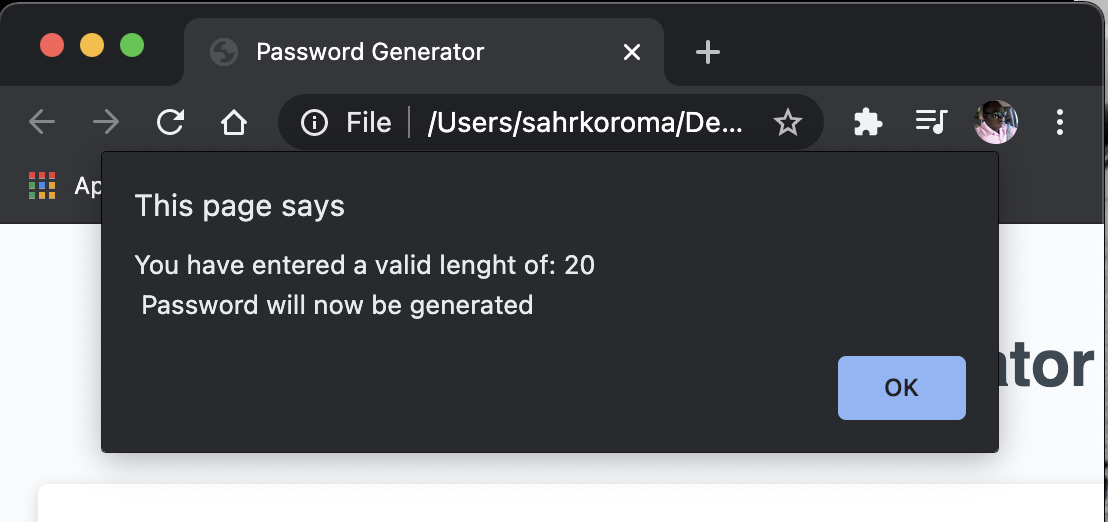 Password Generator
File /Users/sahrkoroma/De...
Ap
This page says
You have entered a valid lenght of: 20
Password will now be generated
OK
ator